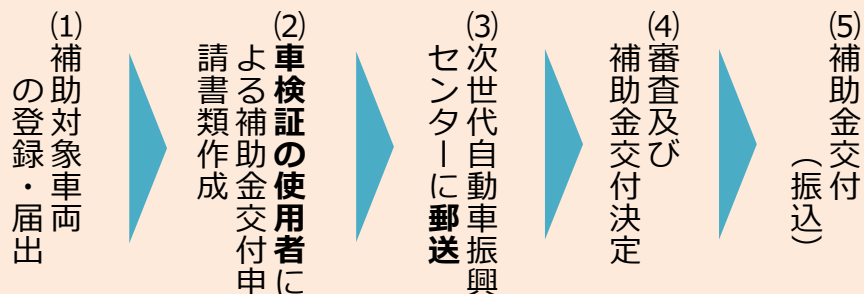 (1)
補助対象車両
の登録・届出
(2)
車検証の使用者に
よる補助金交付申
請書類作成
(3)
次世代自動車振興
センターに郵送
(4)
審査及び
補助金交付決定
(5)
補助金交付
(振込)